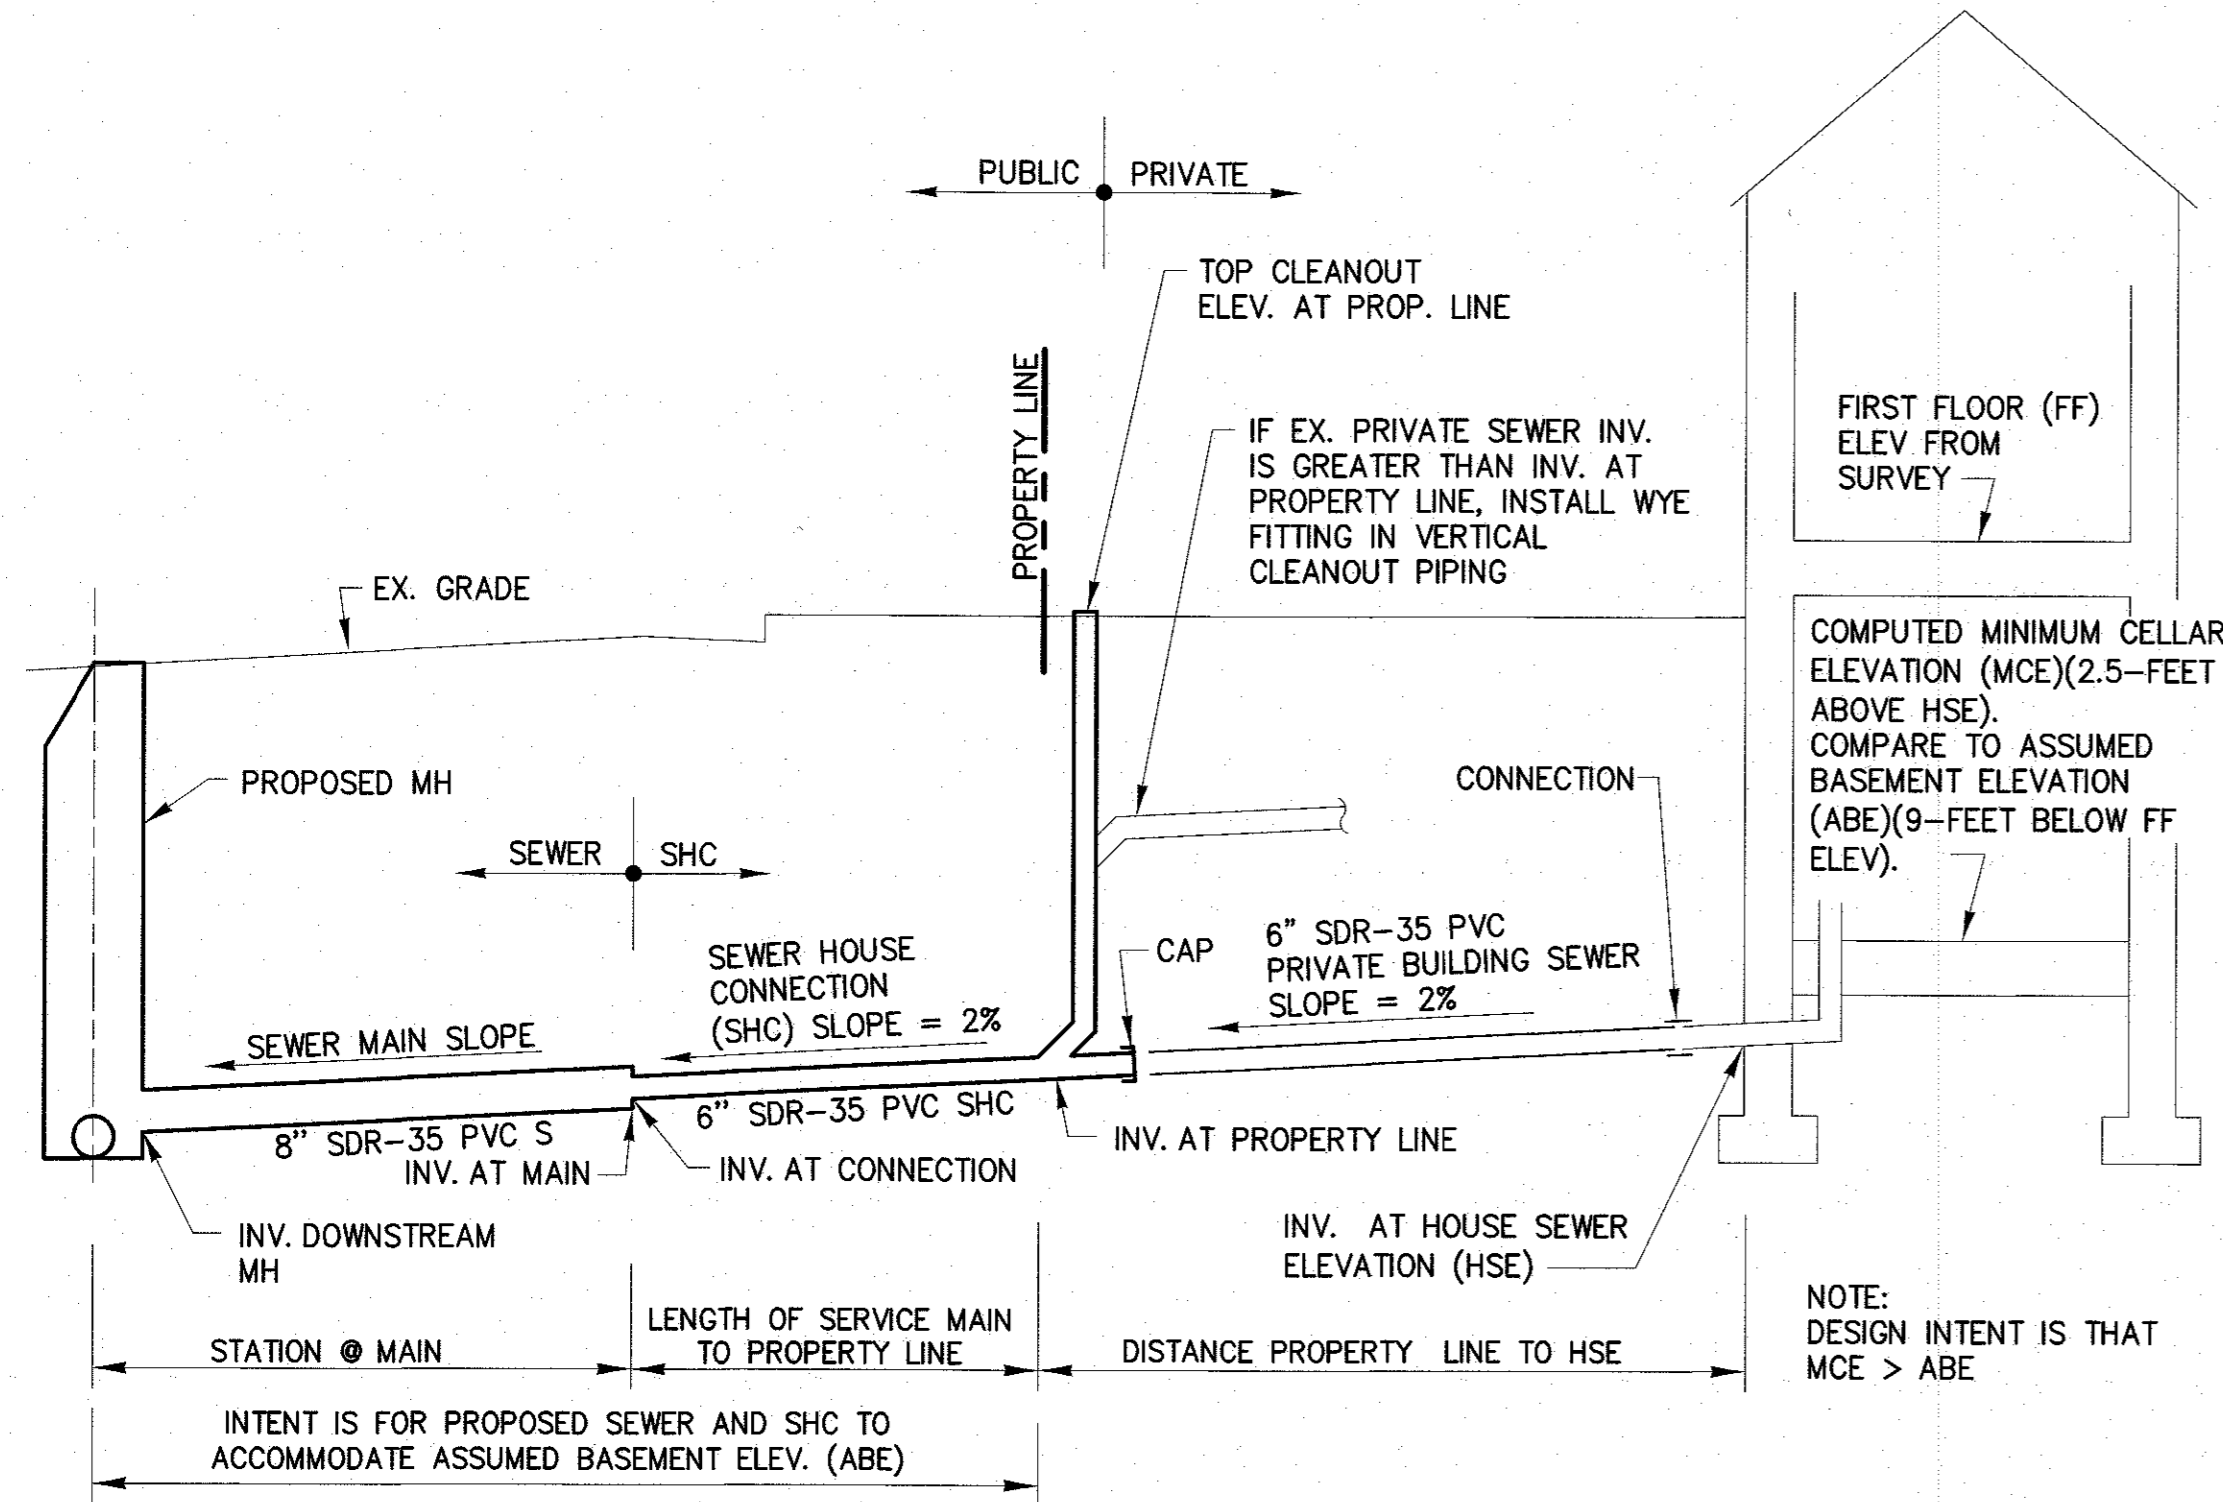 PUBLIC
PRIVATE
TOP CLEANOUT
ELEV. AT PROP. LINE
PROPERTY LINE
IF EX. PRIVATE SEWER INV.
IS GREATER THAN INV. AT
PROPERTY LINE, INSTALL WYE
FITTING IN VERTICAL
CLEANOUT PIPING
FIRST FLOOR (FF)
ELEV FROM
SURVEY
EX. GRADE
COMPUTED MINIMUM CELLAR
ELEVATION (MCE)(2.5-FEET
ABOVE HSE).
COMPARE TO ASSUMED
BASEMENT ELEVATION
(ABE)(9-FEET BELOW FF
ELEV).
PROPOSED MH
CONNECTION
SEWER
SHC
SEWER HOUSE
CONNECTION
(SHC) SLOPE = 2%
CAP
6" SDR-35 PVC
PRIVATE BUILDING SEWER
SLOPE = 2%
SEWER MAIN SLOPE
8" SDR-35 PVC S
6" SDR-35 PVC SHC
INV. AT MAIN
INV. AT CONNECTION
INV. AT PROPERTY LINE
INV. DOWNSTREAM
MH
INV. AT HOUSE SEWER
ELEVATION (HSE)
STATION @ MAIN
LENGTH OF SERVICE MAIN
TO PROPERTY LINE
DISTANCE PROPERTY LINE TO HSE
NOTE:
DESIGN INTENT IS THAT
MCE > ABE
INTENT IS FOR PROPOSED SEWER AND SHC TO
ACCOMMODATE ASSUMED BASEMENT ELEV. (ABE)